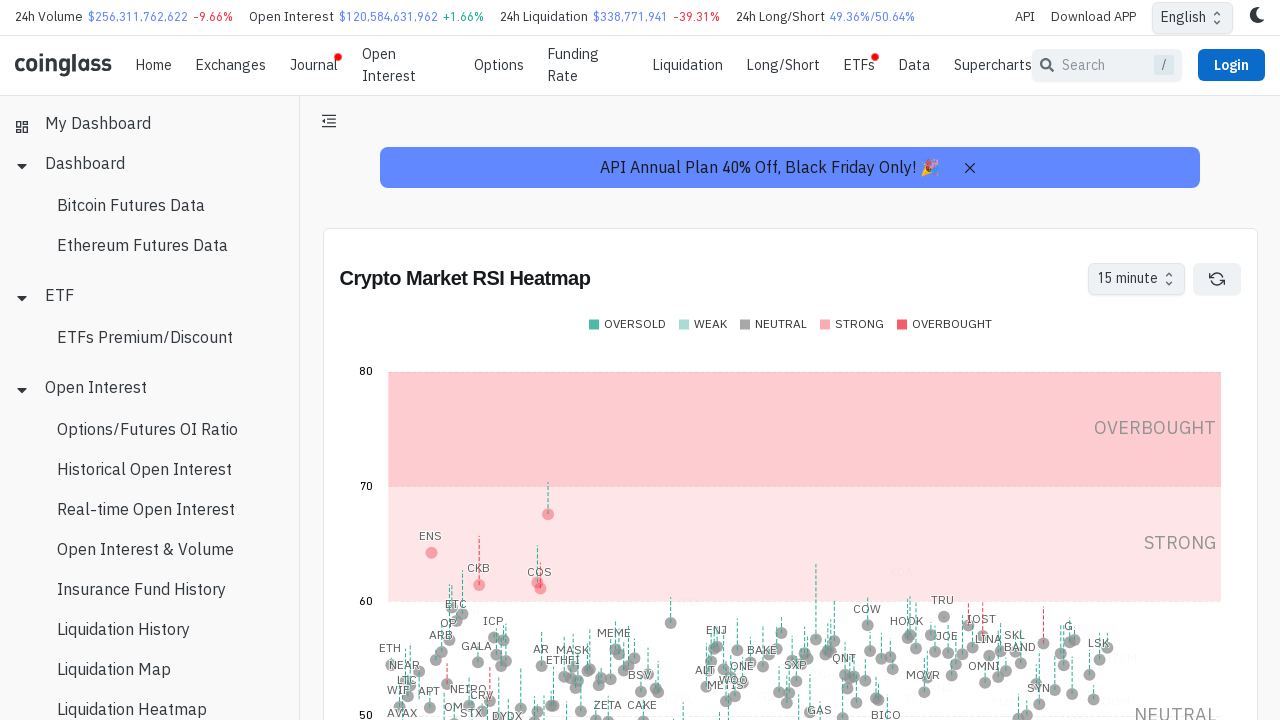 24h Volume $256,311,762,622 -9.66% Open Interest $120,584,631,962 +1.66% 24h Liquidation $338,771,941 -39.31% 24h Long/Short 49.36%/50.64% API Download APP English
coinglass Home Exchanges Journal Open Interest Options Funding Rate Liquidation Long/Short ETFs Data Supercharts Search / Login
My Dashboard
Dashboard
Bitcoin Futures Data
Ethereum Futures Data
ETF
ETFs Premium/Discount
Open Interest
Options/Futures OI Ratio
Historical Open Interest
Real-time Open Interest
Open Interest & Volume
Insurance Fund History
Liquidation History
Liquidation Map
Liquidation Heatmap
API Annual Plan 40% Off, Black Friday Only! 🎉
Crypto Market RSI Heatmap
15 minute
OVERSOLD WEAK NEUTRAL STRONG OVERBOUGHT
80
OVERBOUGHT
70
ENS
STRONG
CKB COS
60
ETC COW TRU
OP ICP HOOK IOST G
ARB MEME ENJ JOE LINA SKL
ETH GALA AR MASK BAKE BAND LSK
NEAR ETHFI ALT ONE SXP QNT OMNI
LTC BSV WOO MOVR
WIF APT NEIRO METIS SYN
CRV
AVAX OM STX DYDX ZETA CAKE GAS BICO
50
NEUTRAL